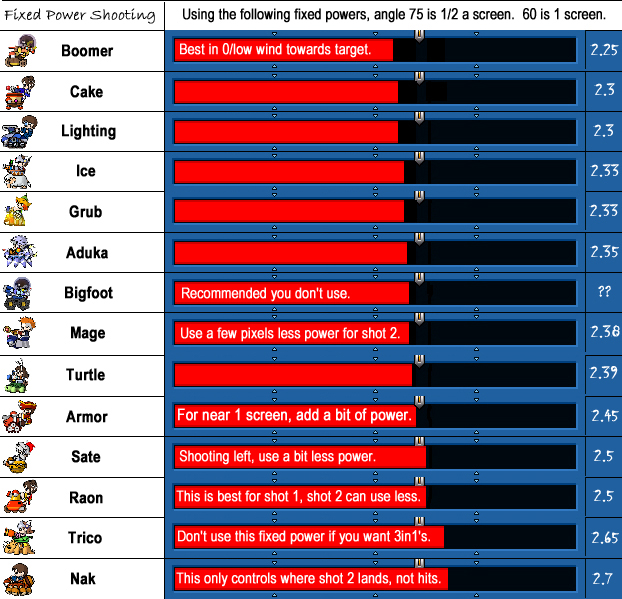 Fixed Power Shooting
Using the following fixed powers, angle 75 is 1/2 a screen. 60 is 1 screen.
Boomer Best in 0/low wind towards target. 2.25
Cake 2.3
Lighting 2.3
Ice 2.33
Grub 2.33
Aduka 2.35
Bigfoot Recommended you don't use. ??
Mage Use a few pixels less power for shot 2. 2.38
Turtle 2.39
Armor For near 1 screen, add a bit of power. 2.45
Sate Shooting left, use a bit less power. 2.5
Raon This is best for shot 1, shot 2 can use less. 2.5
Trico Don't use this fixed power if you want 3in1's. 2.65
Nak This only controls where shot 2 lands, not hits. 2.7